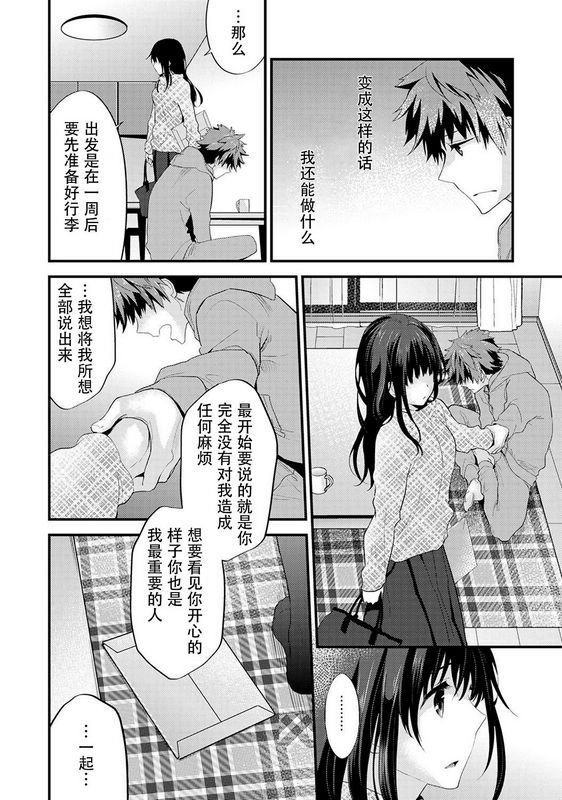 变成这样的话
我还能做什么
…那么
出发是在一周后
要先准备好行李
…我想将我所想
全部说出来
最开始要说的就是你
完全没有对我造成
任何麻烦
想要看见你开心的
样子你也是
我最重要的人
………
…一起…